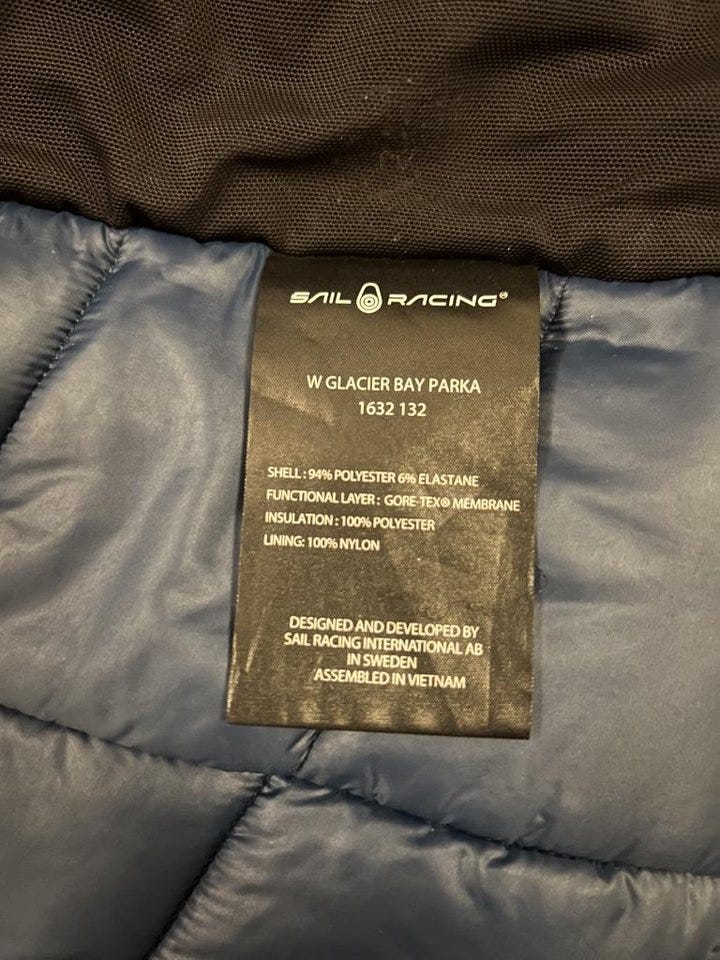 SAIL RACING®
W GLACIER BAY PARKA
1632 132
SHELL : 94% POLYESTER 6% ELASTANE
FUNCTIONAL LAYER : GORE-TEX® MEMBRANE
INSULATION : 100% POLYESTER
LINING: 100% NYLON
DESIGNED AND DEVELOPED BY
SAIL RACING INTERNATIONAL AB
IN SWEDEN
ASSEMBLED IN VIETNAM